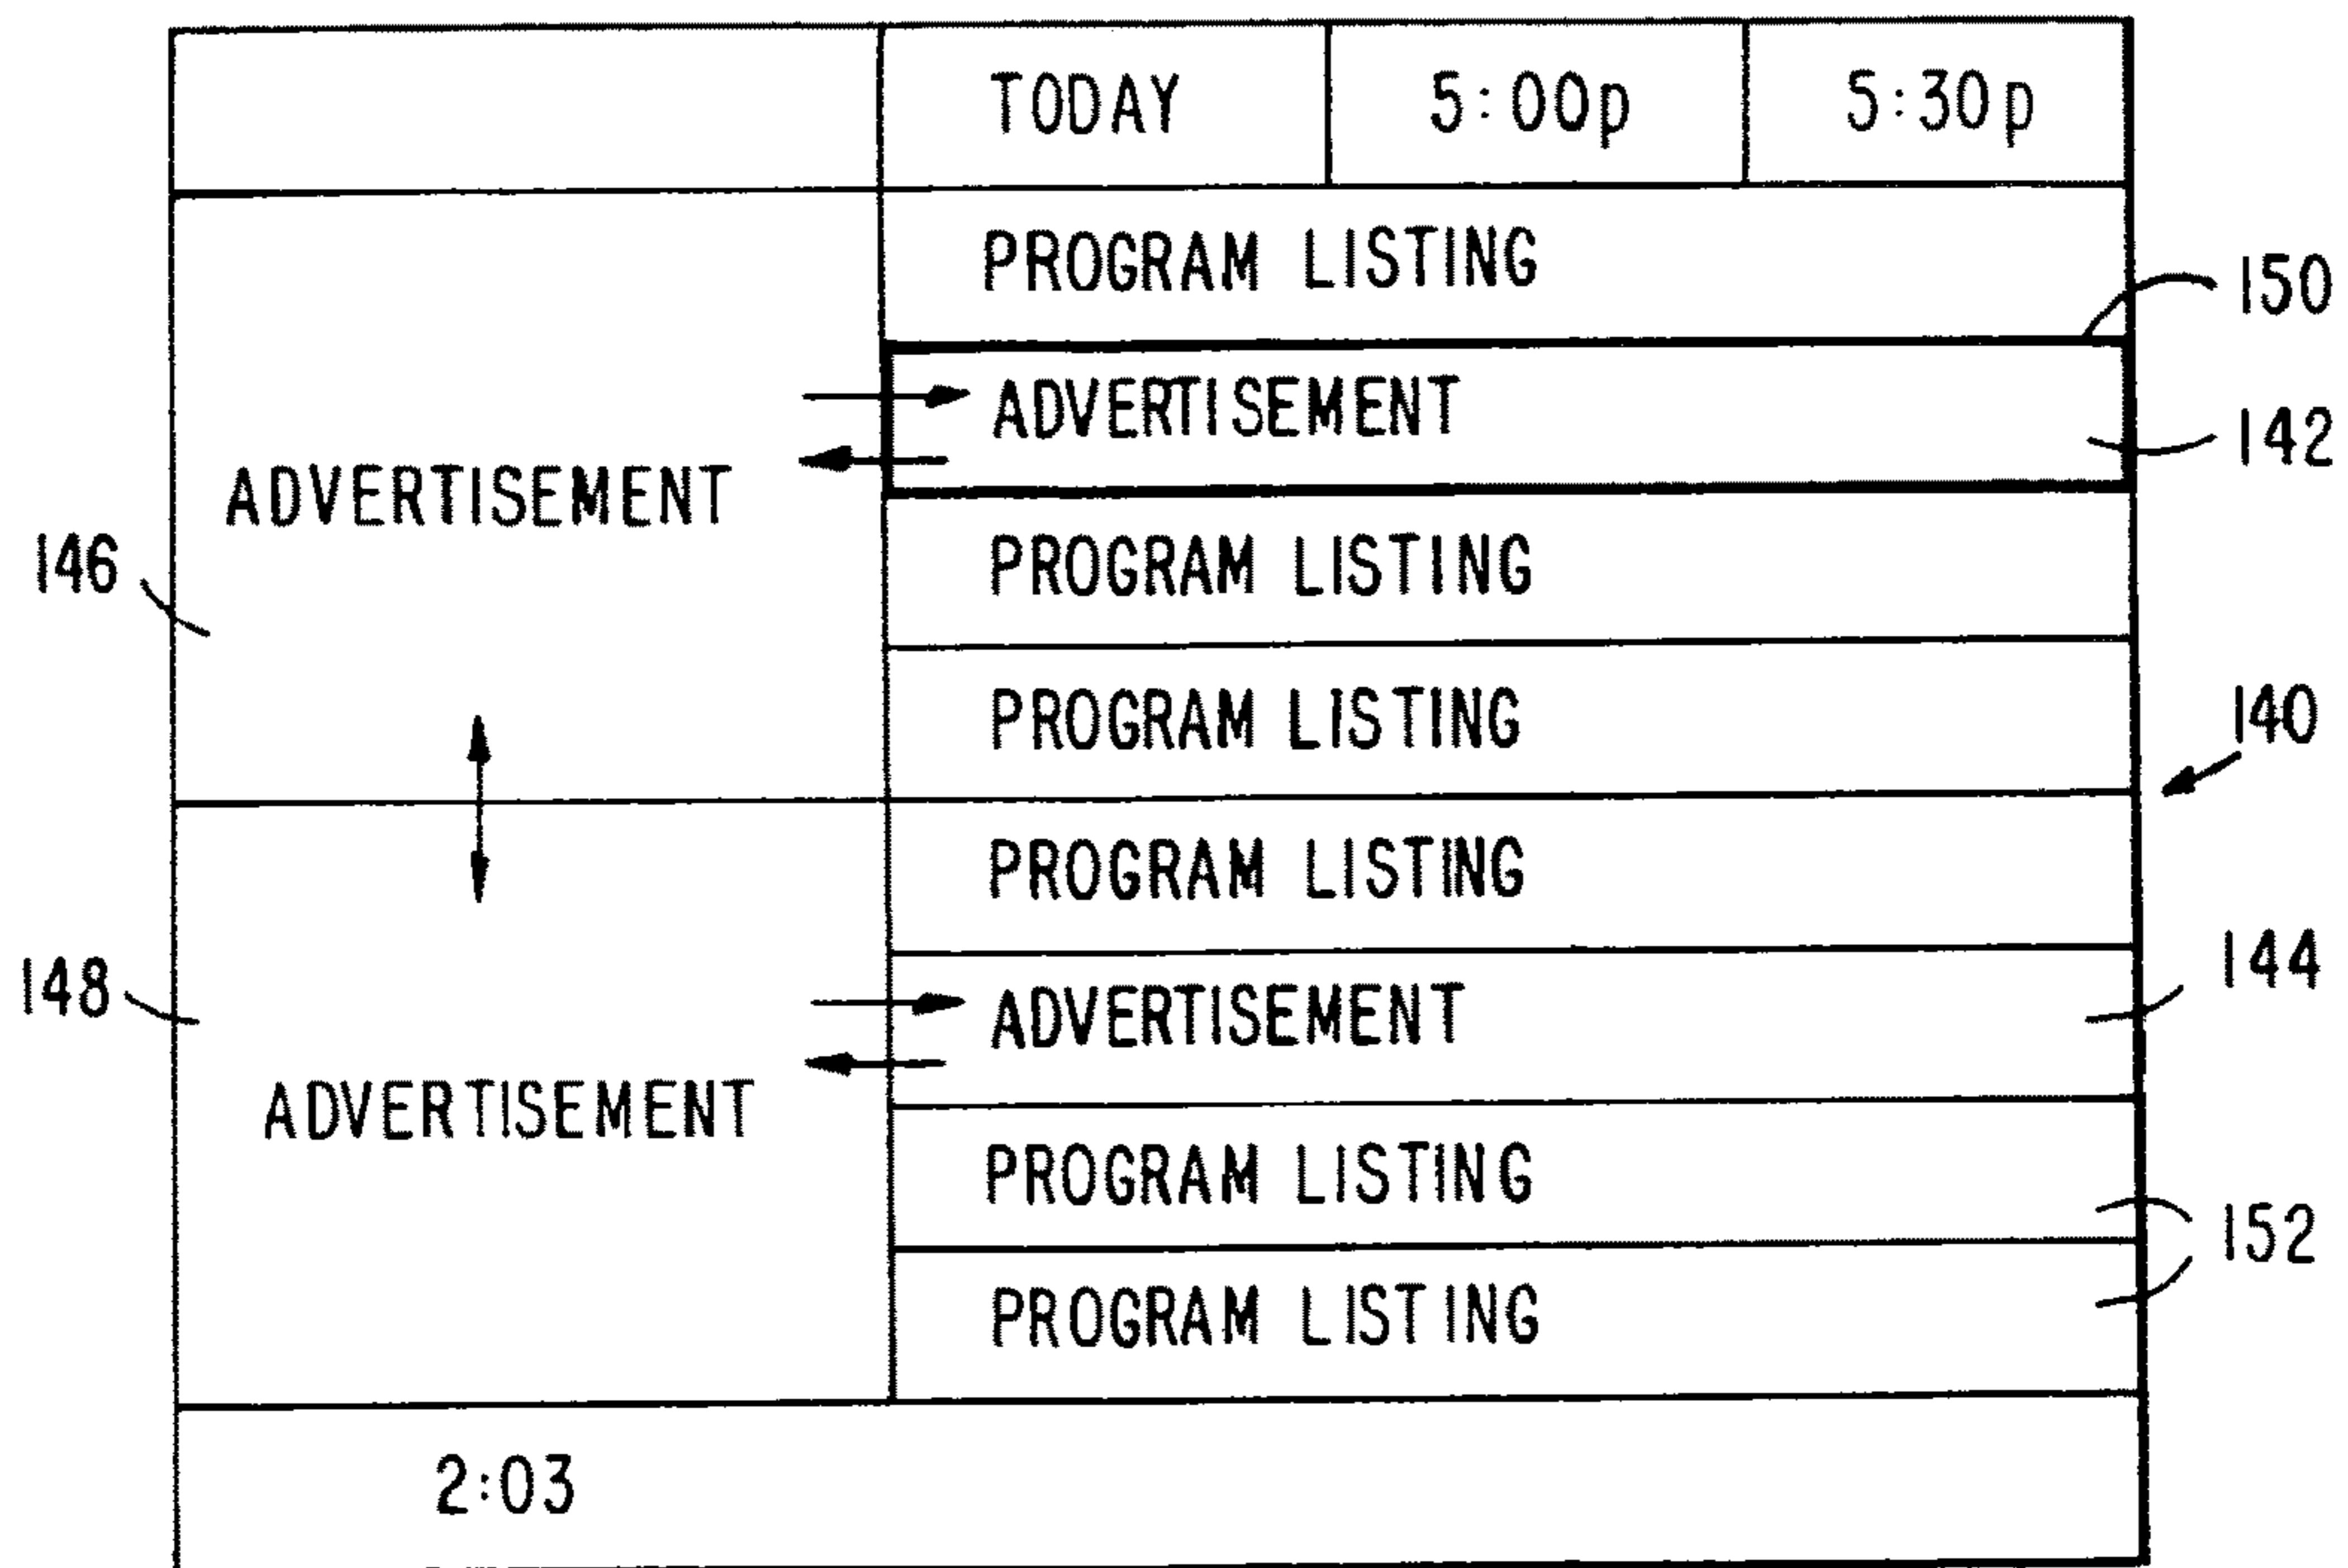 TODAY 5:00p 5:30p
PROGRAM LISTING
150
ADVERTISEMENT
142
ADVERTISEMENT
146
PROGRAM LISTING
PROGRAM LISTING
140
PROGRAM LISTING
148
ADVERTISEMENT
144
ADVERTISEMENT
PROGRAM LISTING
152
PROGRAM LISTING
2:03